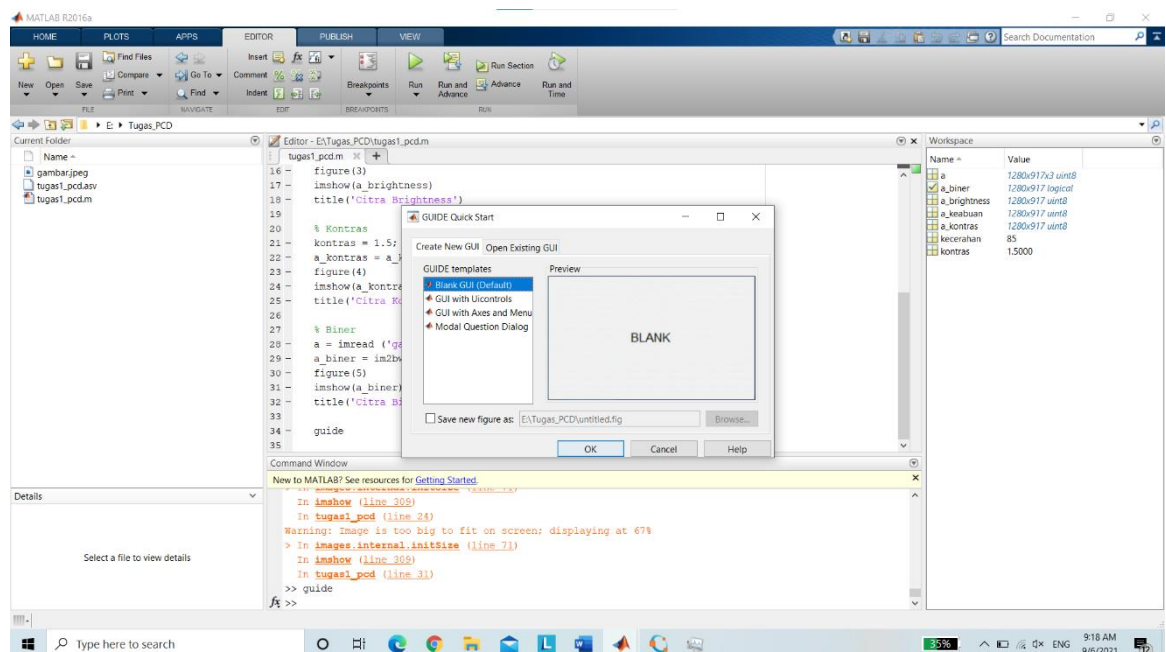 MATLAB R2016a
HOME PLOTS APPS EDITOR PUBLISH VIEW
Search Documentation
New Open Save
Find Files
Compare
Print
Go To
Find
Insert fx
Comment
Indent
Breakpoints
Run
Run and Advance
Run Section
Advance
Run and Time
FILE NAVIGATE EDIT BREAKPOINTS RUN
E: Tugas_PCD
Current Folder
Name
gambar.jpeg
tugas1_pcd.asv
tugas1_pcd.m
Details
Select a file to view details
Editor - E:\Tugas_PCD\tugas1_pcd.m
tugas1_pcd.m
16 - figure(3)
17 - imshow(a_brightness)
18 - title('Citra Brightness')
19
20 % Kontras
21 - kontras = 1.5;
22 - a_kontras = a_
23 - figure(4)
24 - imshow(a_kontra
25 - title('Citra Ko
26
27 % Biner
28 - a = imread ('ga
29 - a_biner = im2bw
30 - figure(5)
31 - imshow(a_biner)
32 - title('Citra Bi
33
34 - guide
35
GUIDE Quick Start
Create New GUI Open Existing GUI
GUIDE templates
Blank GUI (Default)
GUI with Uicontrols
GUI with Axes and Menu
Modal Question Dialog
Preview
BLANK
Save new figure as: E:\Tugas_PCD\untitled.fig Browse...
OK Cancel Help
Command Window
New to MATLAB? See resources for Getting Started.
> In images.internal.initSize (line 71)
In imshow (line 309)
In tugas1_pcd (line 24)
Warning: Image is too big to fit on screen; displaying at 67%
> In images.internal.initSize (line 71)
In imshow (line 309)
In tugas1_pcd (line 31)
>> guide
fx >>
Workspace
Name Value
a 1280x917x3 uint8
a_biner 1280x917 logical
a_brightness 1280x917 uint8
a_keabuan 1280x917 uint8
a_kontras 1280x917 uint8
kecerahan 85
kontras 1.5000
Type here to search
35%
ENG
9:18 AM
9/6/2021